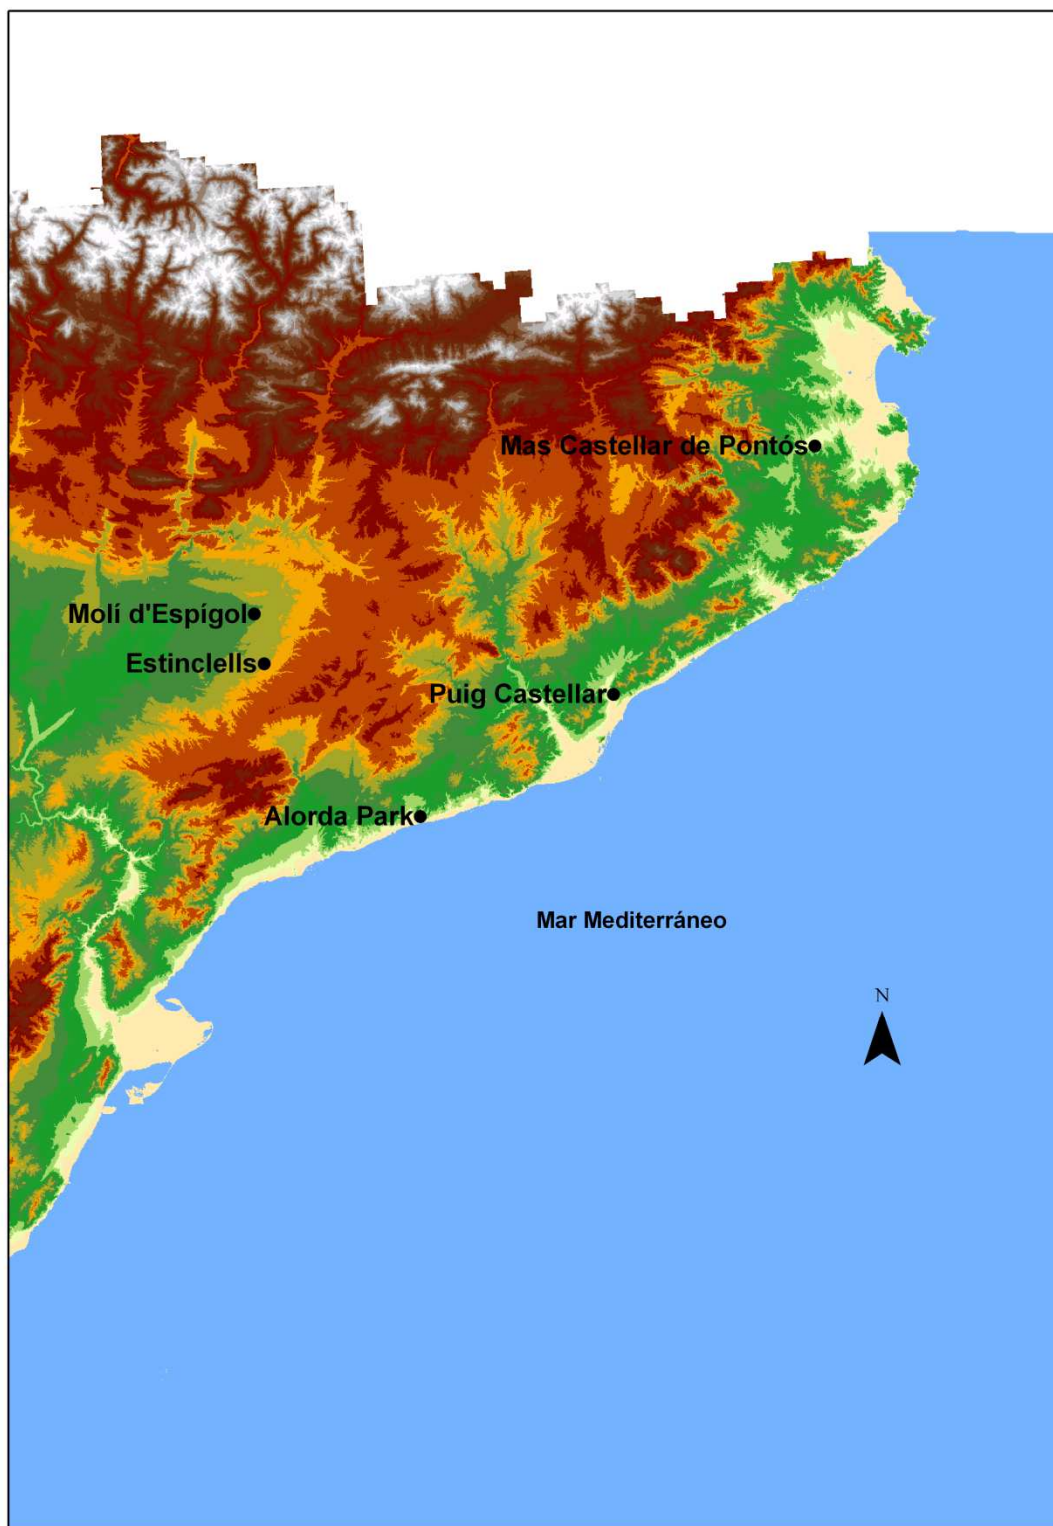 Mas Castellar de Pontós
Molí d'Espígol
Estinclells
Puig Castellar
Alorda Park
Mar Mediterráneo
N